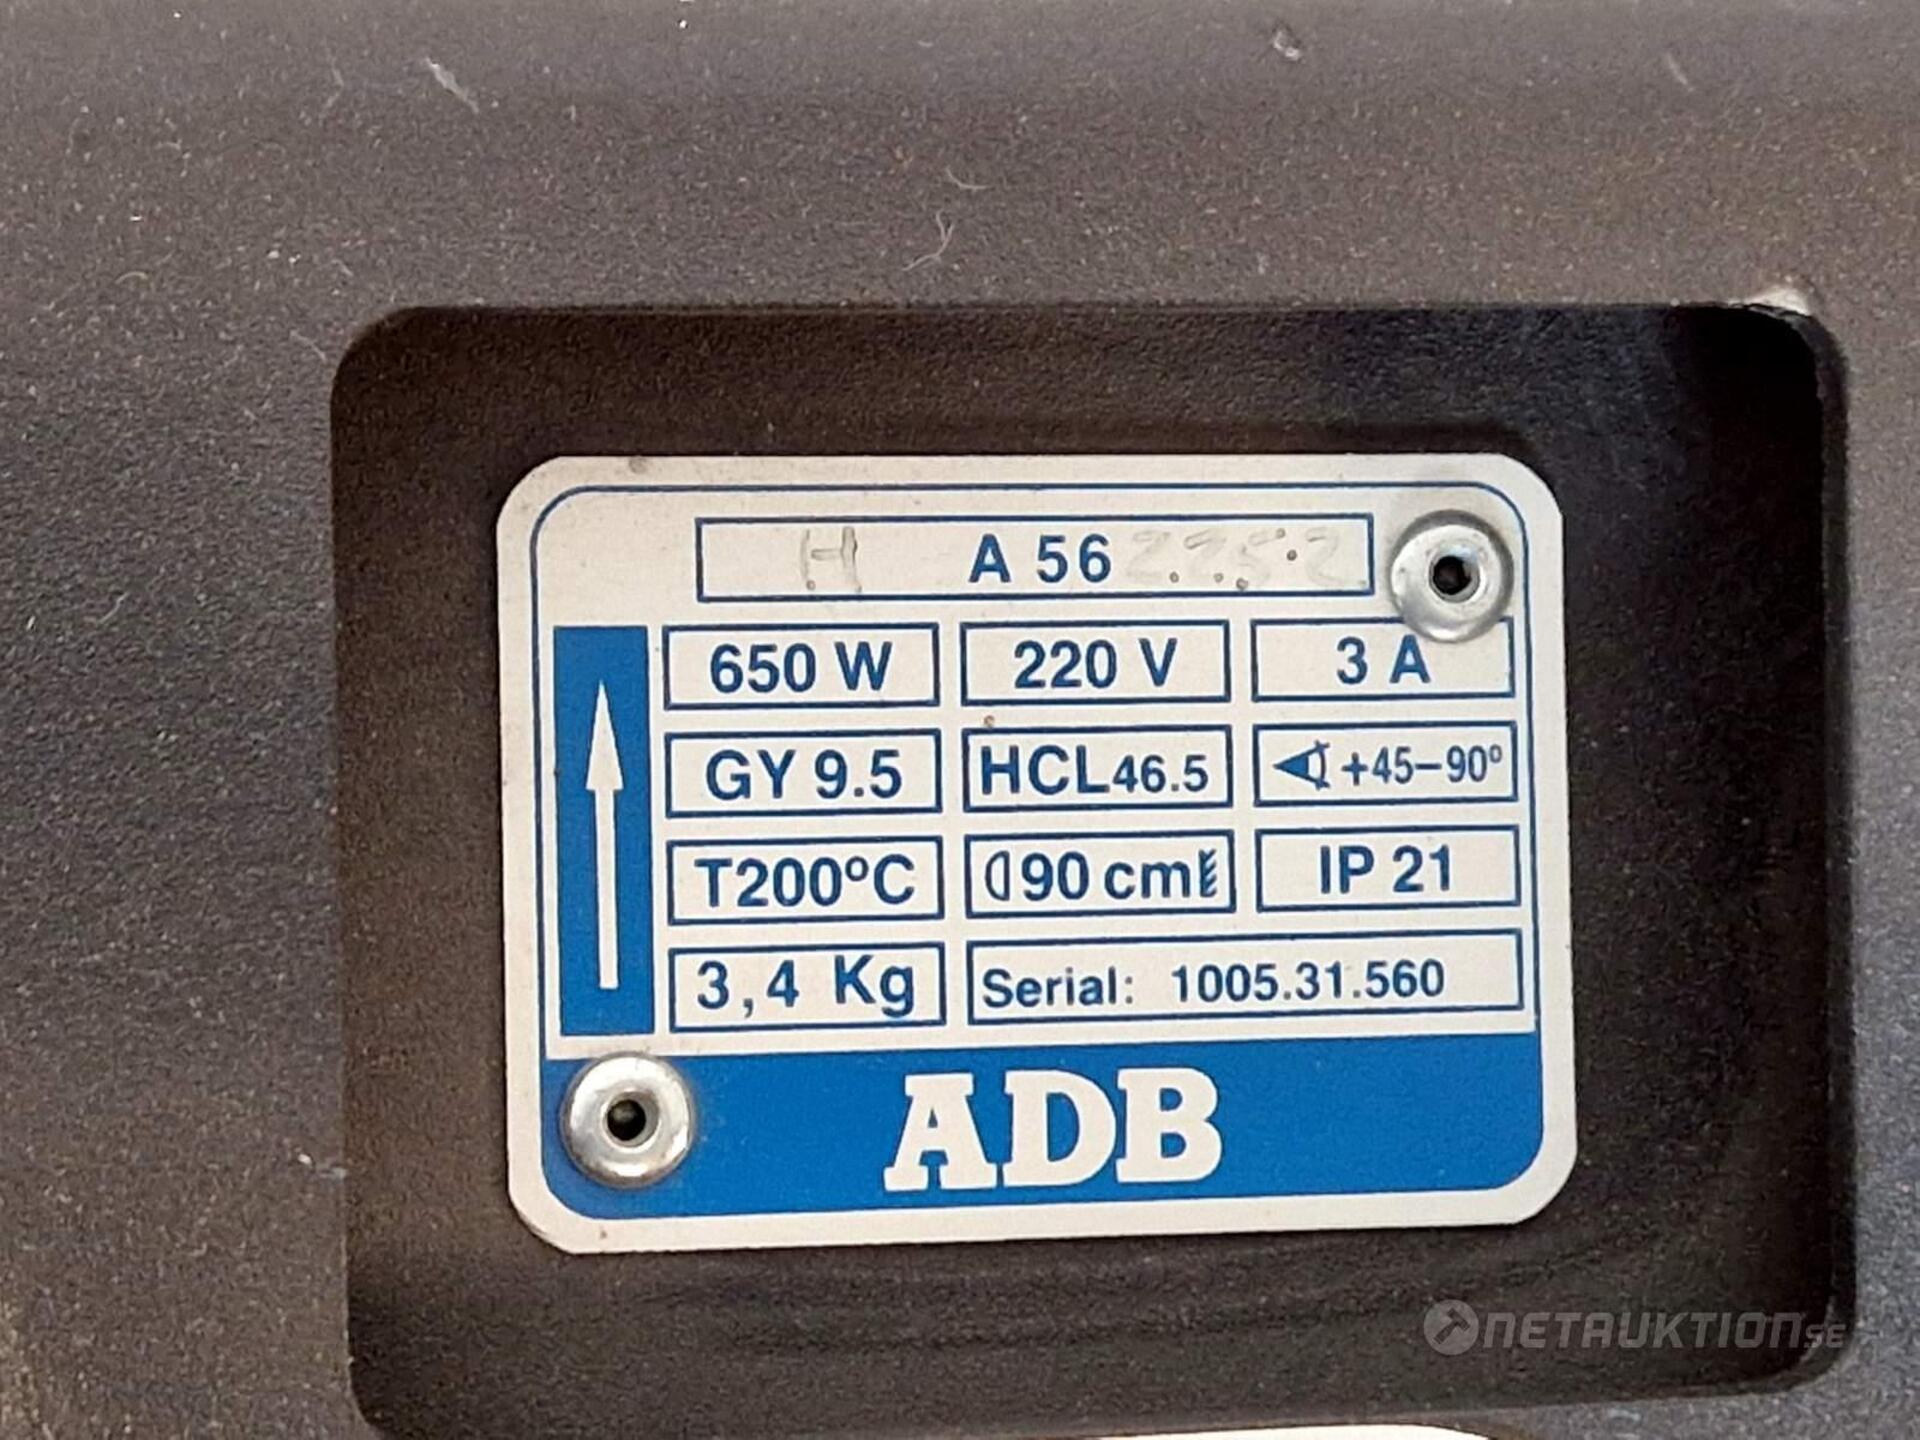 H A 56 2252
650 W 220 V 3 A
GY 9.5 HCL46.5 +45–90°
T200°C 90 cm IP 21
3,4 Kg Serial: 1005.31.560
ADB
NETAUKTION.SE